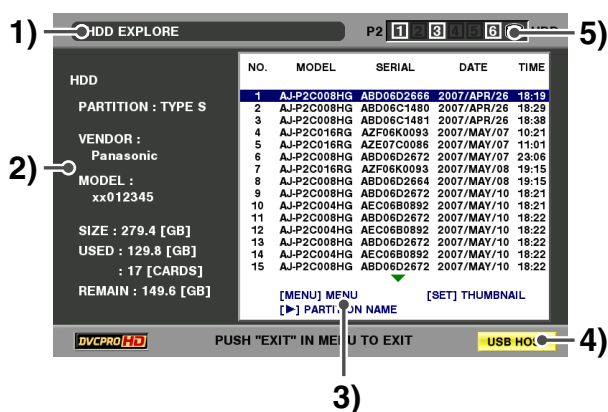 1) HDD EXPLORE P2 1 2 3 4 5 6 HDD 5)
HDD
PARTITION : TYPE S
VENDOR :
Panasonic
2)
MODEL :
xx012345
SIZE : 279.4 [GB]
USED : 129.8 [GB]
: 17 [CARDS]
REMAIN : 149.6 [GB]
NO. MODEL SERIAL DATE TIME
1 AJ-P2C008HG ABD06D2666 2007/APR/26 18:19
2 AJ-P2C008HG ABD06C1480 2007/APR/26 18:29
3 AJ-P2C008HG ABD06C1481 2007/APR/26 18:38
4 AJ-P2C016RG AZF06K0093 2007/MAY/07 10:21
5 AJ-P2C016RG AZE07C0086 2007/MAY/07 11:01
6 AJ-P2C008HG ABD06D2672 2007/MAY/07 23:06
7 AJ-P2C016RG AZF06K0093 2007/MAY/08 19:15
8 AJ-P2C008HG ABD06D2664 2007/MAY/08 19:15
9 AJ-P2C008HG ABD06D2672 2007/MAY/10 18:21
10 AJ-P2C004HG AEC06B0892 2007/MAY/10 18:21
11 AJ-P2C008HG ABD06D2672 2007/MAY/10 18:22
12 AJ-P2C004HG AEC06B0892 2007/MAY/10 18:22
13 AJ-P2C008HG ABD06D2672 2007/MAY/10 18:22
14 AJ-P2C004HG AEC06B0892 2007/MAY/10 18:22
15 AJ-P2C008HG ABD06D2672 2007/MAY/10 18:22
[MENU] MENU [SET] THUMBNAIL
[▶] PARTITION NAME
DVCPRO HD PUSH "EXIT" IN MENU TO EXIT USB HOST 4)
3)